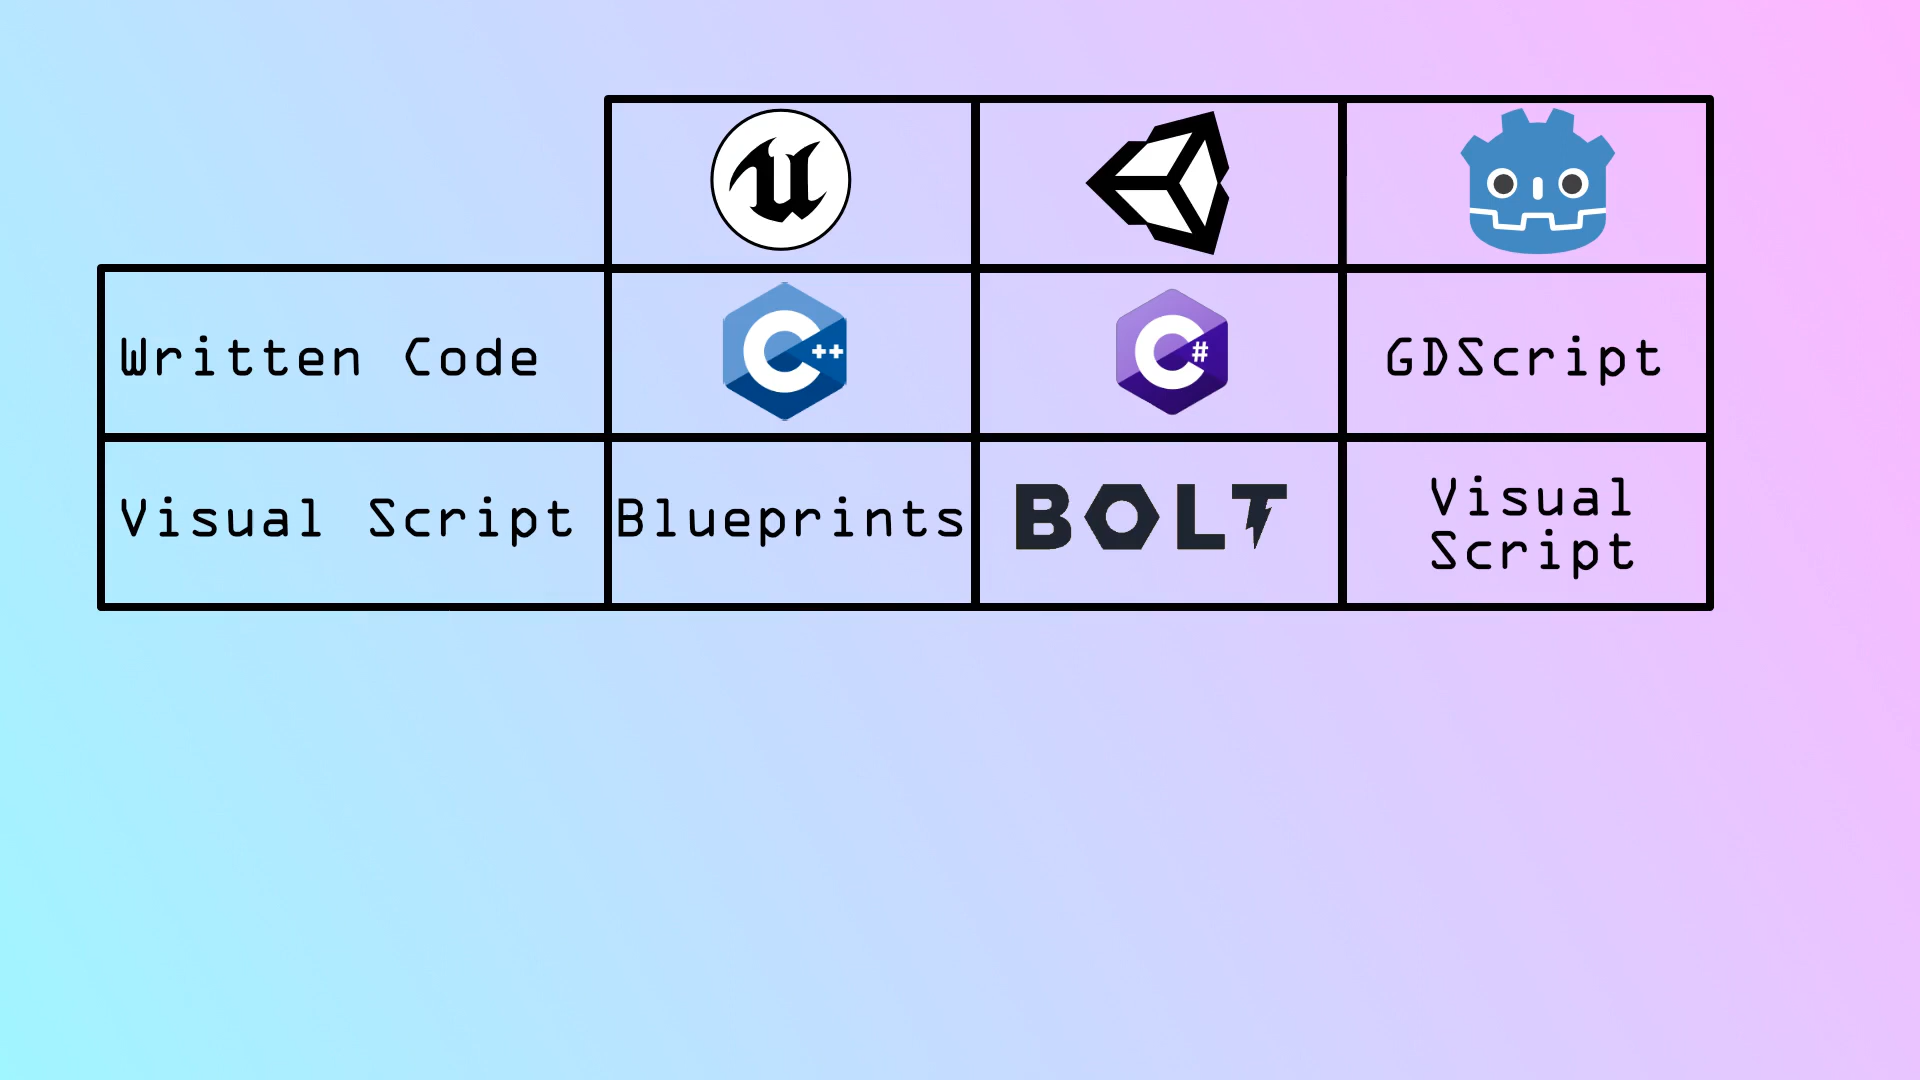 Written Code
C++
C#
GDScript
Visual Script
Blueprints
BOLT
Visual
Script